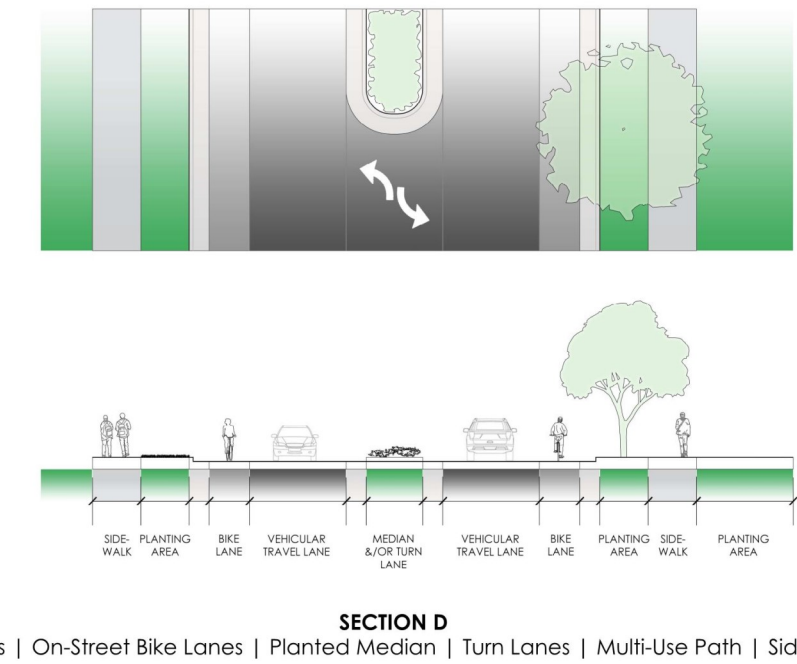 SIDE-
WALK
PLANTING
AREA
BIKE
LANE
VEHICULAR
TRAVEL LANE
MEDIAN
&/OR TURN
LANE
VEHICULAR
TRAVEL LANE
BIKE
LANE
PLANTING
AREA
SIDE-
WALK
PLANTING
AREA
SECTION D
s | On-Street Bike Lanes | Planted Median | Turn Lanes | Multi-Use Path | Sid